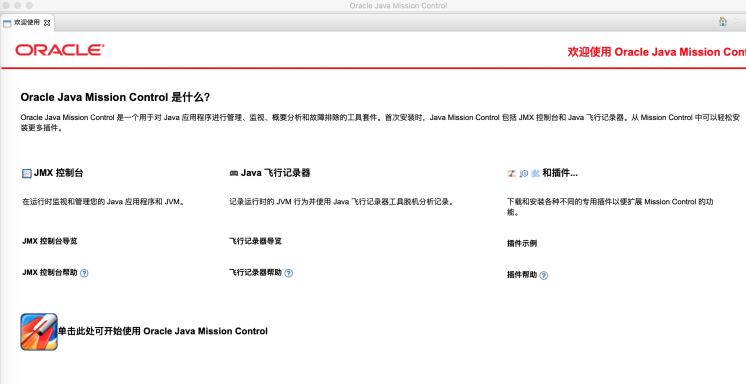 Oracle Java Mission Control
欢迎使用
ORACLE
欢迎使用 Oracle Java Mission Cont
Oracle Java Mission Control 是什么?
Oracle Java Mission Control 是一个用于对 Java 应用程序进行管理、监视、概要分析和故障排除的工具套件。首次安装时，Java Mission Control 包括 JMX 控制台和 Java 飞行记录器。从 Mission Control 中可以轻松安
装更多插件。
JMX 控制台
Java 飞行记录器
和插件...
在运行时监视和管理您的 Java 应用程序和 JVM。
记录运行时的 JVM 行为并使用 Java 飞行记录器工具脱机分析记录。
下载和安装各种不同的专用插件以便扩展 Mission Control 的功
能。
JMX 控制台导览
飞行记录器导览
插件示例
JMX 控制台帮助
飞行记录器帮助
插件帮助
单击此处可开始使用 Oracle Java Mission Control